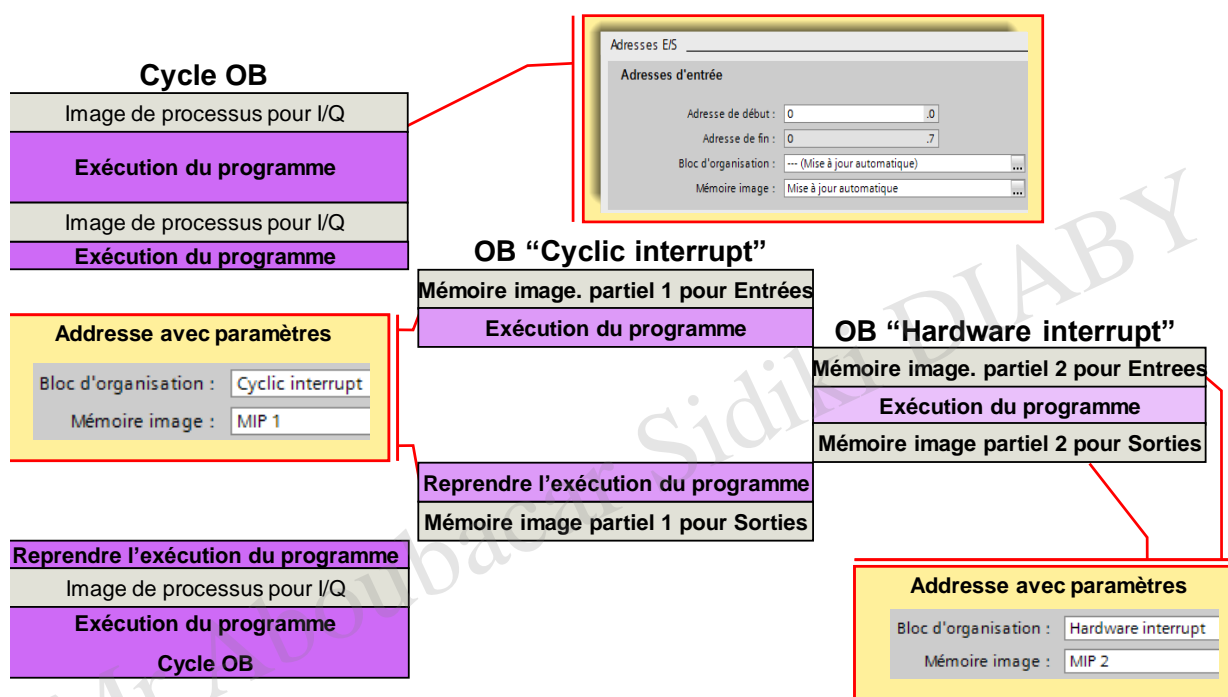 Adresses E/S
Adresses d'entrée
Adresse de début : 0 .0
Adresse de fin : 0 .7
Bloc d'organisation : --- (Mise à jour automatique) ...
Mémoire image : Mise à jour automatique ...
Cycle OB
Image de processus pour I/Q
Exécution du programme
Image de processus pour I/Q
Exécution du programme
OB “Cyclic interrupt”
Mémoire image. partiel 1 pour Entrées
Exécution du programme
Addresse avec paramètres
Bloc d'organisation : Cyclic interrupt
Mémoire image : MIP 1
OB “Hardware interrupt”
Mémoire image. partiel 2 pour Entrees
Exécution du programme
Mémoire image partiel 2 pour Sorties
Reprendre l’exécution du programme
Mémoire image partiel 1 pour Sorties
Reprendre l’exécution du programme
Image de processus pour I/Q
Exécution du programme
Cycle OB
Addresse avec paramètres
Bloc d'organisation : Hardware interrupt
Mémoire image : MIP 2
Mr Aboubacar Sidiki DIABY